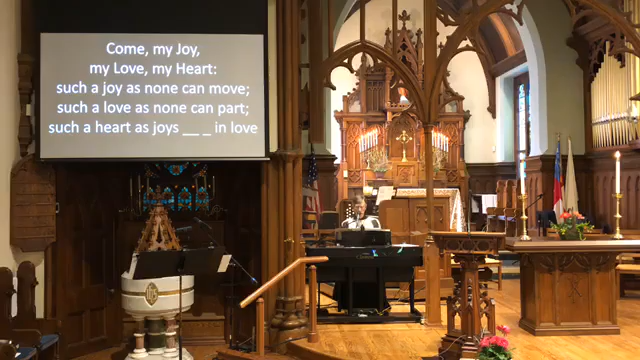 Come, my Joy,
my Love, my Heart:
such a joy as none can move;
such a love as none can part;
such a heart as joys ___ _ in love